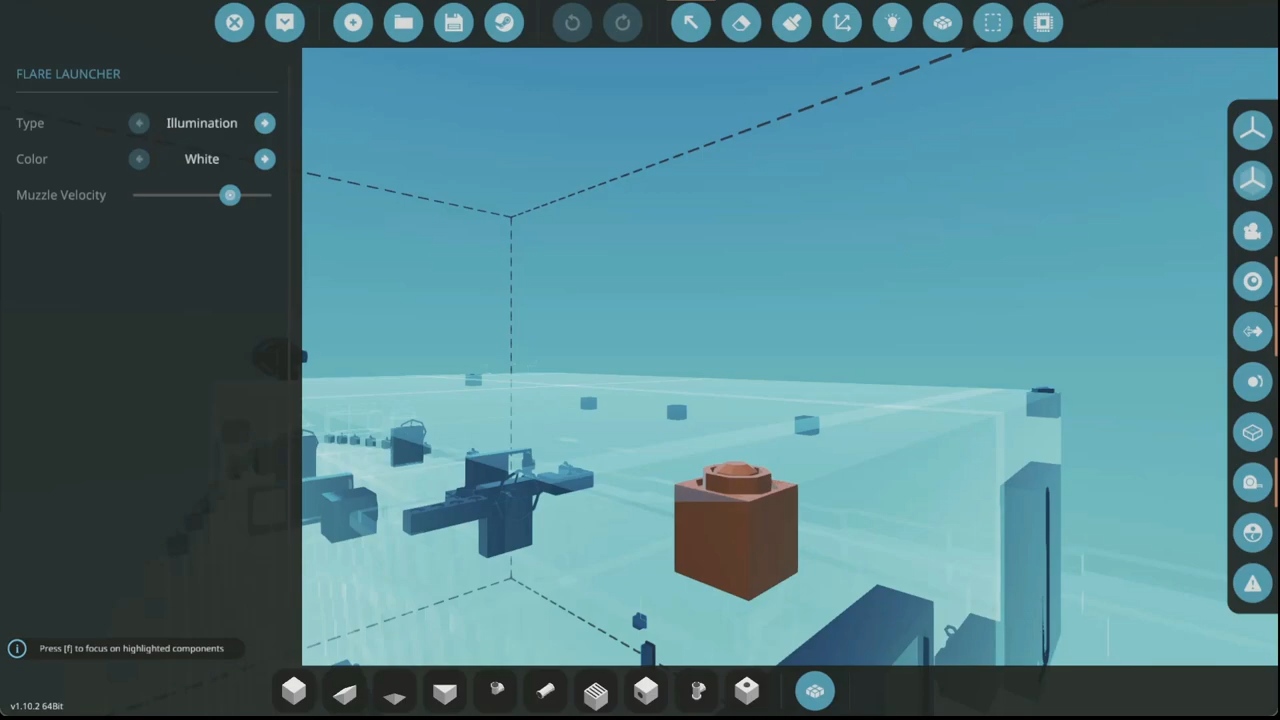 FLARE LAUNCHER
Type Illumination
Color White
Muzzle Velocity
Press [f] to focus on highlighted components
v1.10.2 64Bit